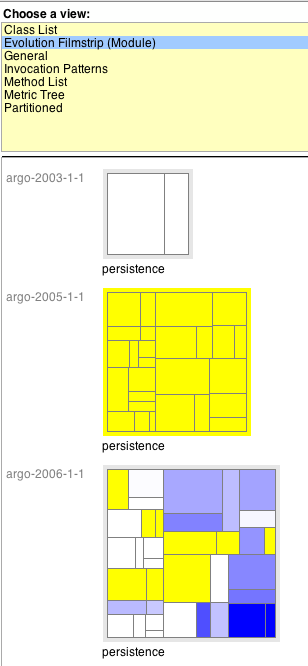 Choose a view:
Class List
Evolution Filmstrip (Module)
General
Invocation Patterns
Method List
Metric Tree
Partitioned
argo-2003-1-1
persistence
argo-2005-1-1
persistence
argo-2006-1-1
persistence